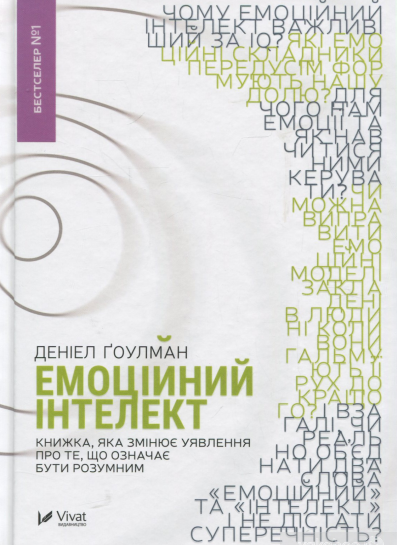 БЕСТСЕЛЕР №1
ЧОМУ ЕМОЦІЙНИЙ
ІНТЕЛЕКТ ВАЖЛИВІ
ШИЙ ЗА IQ? ЯКІ ЕМО
ЦІЙНІ СКЛАДНИКИ
ПЕРЕДУСІМ ФОР
МУЮТЬ НАШУ
ДОЛЮ? ДЛЯ
ЧОГО НАМ
ЕМОЦІЇ, А
ЯК НАВ
ЧИТИСЯ
НИМИ
КЕРУВА
ТИ? ЧИ
МОЖНА
ВИПРА
ВИТИ
ЕМО
ЦІЙНІ
МОДЕЛІ
ЗАКЛА
ДЕНІ
В ЛЮДИ
НІ КОЛИ
ВОНИ
ГАЛЬМУ
ЮТЬ ЇЇ
РУХ ДО
КРАЩО
ГО? І ВЗА
ГАЛІ ЧИ
РЕАЛЬ
НО ОБ'ЄД
НАТИ ДВА
СЛОВА
«ЕМОЦІЙНИЙ»
ТА «ІНТЕЛЕКТ»
І НЕ ДІСТАТИ
СУПЕРЕЧНІСТЬ?
ДЕНІЕЛ ҐОУЛМАН
ЕМОЦІЙНИЙ
ІНТЕЛЕКТ
КНИЖКА, ЯКА ЗМІНЮЄ УЯВЛЕННЯ
ПРО ТЕ, ЩО ОЗНАЧАЄ
БУТИ РОЗУМНИМ
Vivat
ВИДАВНИЦТВО